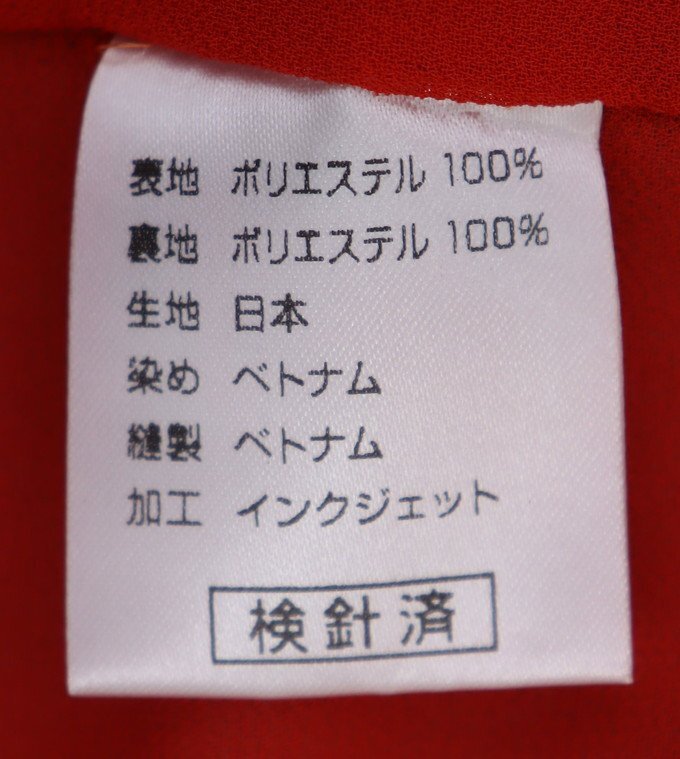 表地 ポリエステル 100%
裏地 ポリエステル 100%
生地 日本
染め ベトナム
縫製 ベトナム
加工 インクジェット
検針済